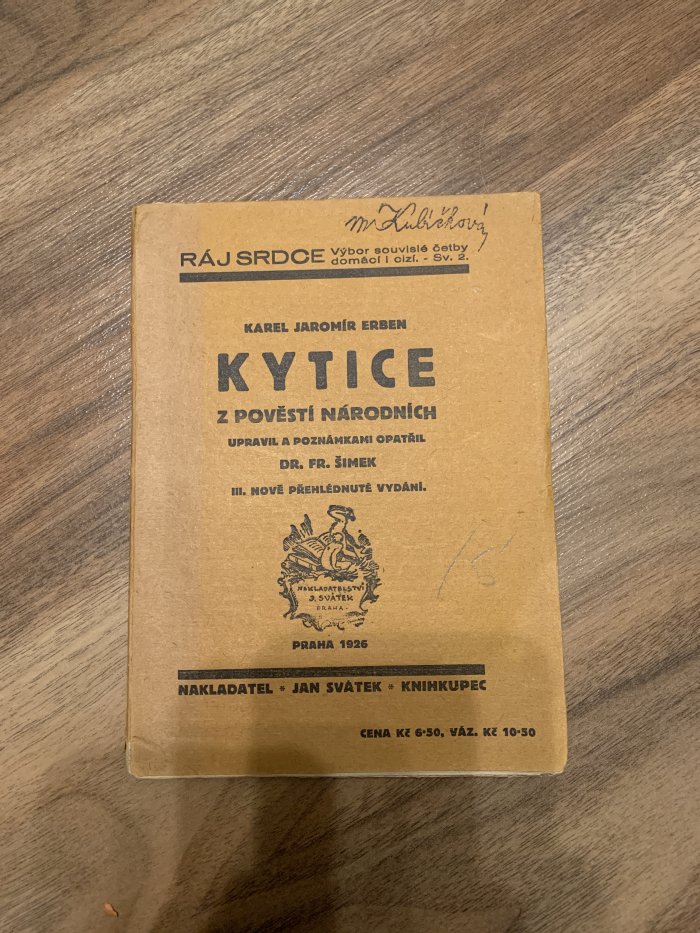 M Kubíčková
RÁJ SRDCE Výbor souvislé četby
domácí i cizí. - Sv. 2.
KAREL JAROMÍR ERBEN
KYTICE
Z POVĚSTÍ NÁRODNÍCH
UPRAVIL A POZNÁMKAMI OPATŘIL
DR. FR. ŠIMEK
III. NOVĚ PŘEHLÉDNUTÉ VYDÁNÍ.
NAKLADATELSTVÍ
J. SVÁTEK
PRAHA
PRAHA 1926
NAKLADATEL * JAN SVÁTEK * KNIHKUPEC
CENA Kč 6·50, VÁZ. Kč 10·50